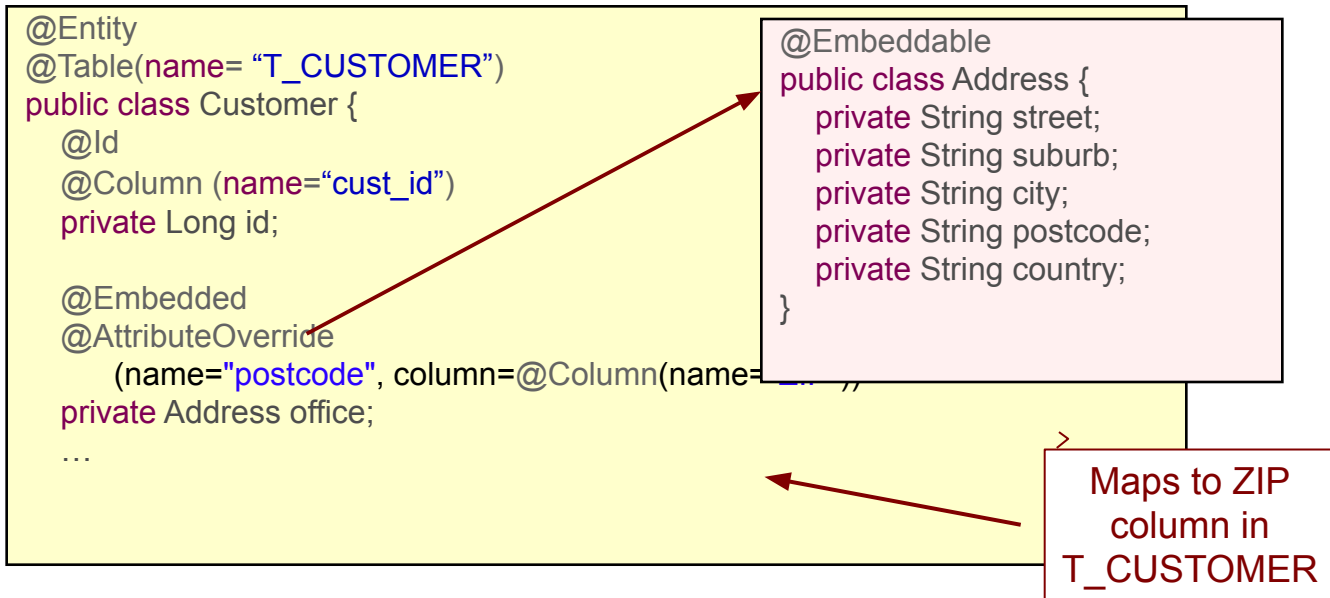 @Entity
@Table(name= “T_CUSTOMER”)
public class Customer {
@Id
@Column (name=“cust_id”)
private Long id;
@Embedded
@AttributeOverride
(name="postcode", column=@Column(name=
private Address office;
…
@Embeddable
public class Address {
private String street;
private String suburb;
private String city;
private String postcode;
private String country;
}
>
Maps to ZIP
column in
T_CUSTOMER